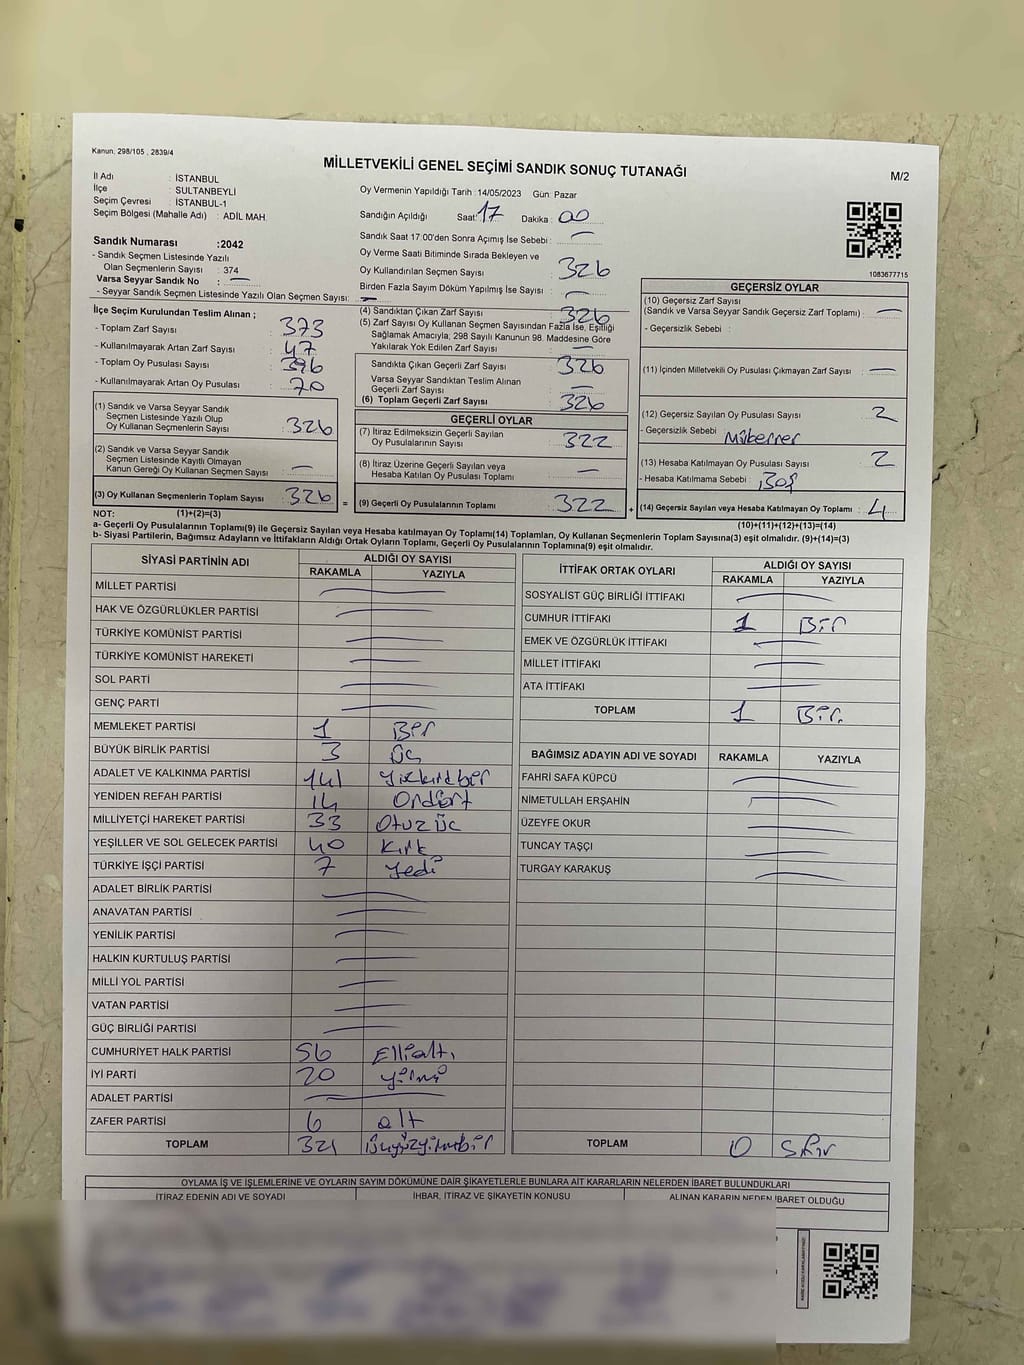 Kanun: 298/105 , 2839/4
MİLLETVEKİLİ GENEL SEÇİMİ SANDIK SONUÇ TUTANAĞI
M/2
İl Adı : İSTANBUL
İlçe : SULTANBEYLİ
Seçim Çevresi : İSTANBUL-1
Seçim Bölgesi (Mahalle Adı) : ADİL MAH.
Oy Vermenin Yapıldığı Tarih : 14/05/2023 Gün: Pazar
Sandığın Açıldığı Saat: 17 Dakika : 00
Sandık Saat 17:00'den Sonra Açımış İse Sebebi : —
Oy Verme Saati Bitiminde Sırada Bekleyen ve
Oy Kullandırılan Seçmen Sayısı 326
Birden Fazla Sayım Döküm Yapılmış İse Sayısı : —
1083677715
Sandık Numarası : 2042
- Sandık Seçmen Listesinde Yazılı
Olan Seçmenlerin Sayısı : 374
Varsa Seyyar Sandık No : —
- Seyyar Sandık Seçmen Listesinde Yazılı Olan Seçmen Sayısı: —
İlçe Seçim Kurulundan Teslim Alınan ;
- Toplam Zarf Sayısı : 373
- Kullanılmayarak Artan Zarf Sayısı : 47
- Toplam Oy Pusulası Sayısı : 396
- Kullanılmayarak Artan Oy Pusulası : 70
(1) Sandık ve Varsa Seyyar Sandık
Seçmen Listesinde Yazılı Olup
Oy Kullanan Seçmenlerin Sayısı : 326
(2) Sandık ve Varsa Seyyar Sandık
Seçmen Listesinde Kayıtlı Olmayan
Kanun Gereği Oy Kullanan Seçmen Sayısı —
(3) Oy Kullanan Seçmenlerin Toplam Sayısı : 326
(4) Sandıktan Çıkan Zarf Sayısı : 326
(5) Zarf Sayısı Oy Kullanan Seçmen Sayısından Fazla İse, Eşitliği
Sağlamak Amacıyla, 298 Sayılı Kanunun 98. Maddesine Göre
Yakılarak Yok Edilen Zarf Sayısı —
Sandıkta Çıkan Geçerli Zarf Sayısı 326
Varsa Seyyar Sandıktan Teslim Alınan
Geçerli Zarf Sayısı —
(6) Toplam Geçerli Zarf Sayısı : 326
GEÇERLİ OYLAR
(7) İtiraz Edilmeksizin Geçerli Sayılan
Oy Pusulalarının Sayısı : 322
(8) İtiraz Üzerine Geçerli Sayılan veya
Hesaba Katılan Oy Pusulaları Toplamı —
= (9) Geçerli Oy Pusulalarının Toplamı 322
GEÇERSİZ OYLAR
(10) Geçersiz Zarf Sayısı
(Sandık ve Varsa Seyyar Sandık Geçersiz Zarf Toplamı) : —
- Geçersizlik Sebebi :
(11) İçinden Milletvekili Oy Pusulası Çıkmayan Zarf Sayısı —
(12) Geçersiz Sayılan Oy Pusulası Sayısı 2
- Geçersizlik Sebebi
(13) Hesaba Katılmayan Oy Pusulası Sayısı 2
- Hesaba Katılmama Sebebi : Boş
+ (14) Geçersiz Sayılan veya Hesaba Katılmayan Oy Toplamı : 4
NOT: (1)+(2)=(3)
(10)+(11)+(12)+(13)=(14)
a- Geçerli Oy Pusulalarının Toplamı(9) ile Geçersiz Sayılan veya Hesaba katılmayan Oy Toplamı(14) Toplamları, Oy Kullanan Seçmenlerin Toplam Sayısına(3) eşit olmalıdır. (9)+(14)=(3)
b- Siyasi Partilerin, Bağımsız Adayların ve İttifakların Aldığı Ortak Oyların Toplamı, Geçerli Oy Pusulalarının Toplamına(9) eşit olmalıdır.
SİYASİ PARTİNİN ADI ALDIĞI OY SAYISI
RAKAMLA YAZIYLA
MİLLET PARTİSİ —
HAK VE ÖZGÜRLÜKLER PARTİSİ —
TÜRKİYE KOMÜNİST PARTİSİ —
TÜRKİYE KOMÜNİST HAREKETİ —
SOL PARTİ —
GENÇ PARTİ —
MEMLEKET PARTİSİ 1 Bir
BÜYÜK BİRLİK PARTİSİ 3 Üç
ADALET VE KALKINMA PARTİSİ 141 Yüzkırkbir
YENİDEN REFAH PARTİSİ 14 Ondört
MİLLİYETÇİ HAREKET PARTİSİ 33 Otuzüç
YEŞİLLER VE SOL GELECEK PARTİSİ 40 Kırk
TÜRKİYE İŞÇİ PARTİSİ 7 Yedi
ADALET BİRLİK PARTİSİ —
ANAVATAN PARTİSİ —
YENİLİK PARTİSİ —
HALKIN KURTULUŞ PARTİSİ —
MİLLİ YOL PARTİSİ —
VATAN PARTİSİ —
GÜÇ BİRLİĞİ PARTİSİ —
CUMHURİYET HALK PARTİSİ 56 Ellialtı
İYİ PARTİ 20 yirmi
ADALET PARTİSİ —
ZAFER PARTİSİ 6 altı
TOPLAM 321 Üçyüzyirmibir
İTTİFAK ORTAK OYLARI ALDIĞI OY SAYISI
RAKAMLA YAZIYLA
SOSYALİST GÜÇ BİRLİĞİ İTTİFAKI —
CUMHUR İTTİFAKI 1 Bir
EMEK VE ÖZGÜRLÜK İTTİFAKI —
MİLLET İTTİFAKI —
ATA İTTİFAKI —
TOPLAM 1 Bir.
BAĞIMSIZ ADAYIN ADI VE SOYADI RAKAMLA YAZIYLA
FAHRİ SAFA KÜPCÜ —
NİMETULLAH ERŞAHİN —
ÜZEYFE OKUR —
TUNCAY TAŞÇI —
TURGAY KARAKUŞ —
TOPLAM 0 Sıfır
OYLAMA İŞ VE İŞLEMLERİNE VE OYLARIN SAYIM DÖKÜMÜNE DAİR ŞİKAYETLERLE BUNLARA AİT KARARLARIN NELERDEN İBARET BULUNDUKLARI
İTİRAZ EDENİN ADI VE SOYADI İHBAR, İTİRAZ VE ŞİKAYETİN KONUSU ALINAN KARARIN NEDEN İBARET OLDUĞU